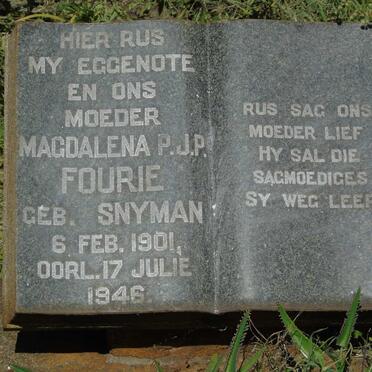 HIER RUS
MY EGGENOTE
EN ONS
MOEDER
MAGDALENA P.J.P.
FOURIE
GEB. SNYMAN
6 FEB. 1901,
OORL. 17 JULIE
1946.
RUS SAG ONS
MOEDER LIEF
HY SAL DIE
SAGMOEDIGES
SY WEG LEER